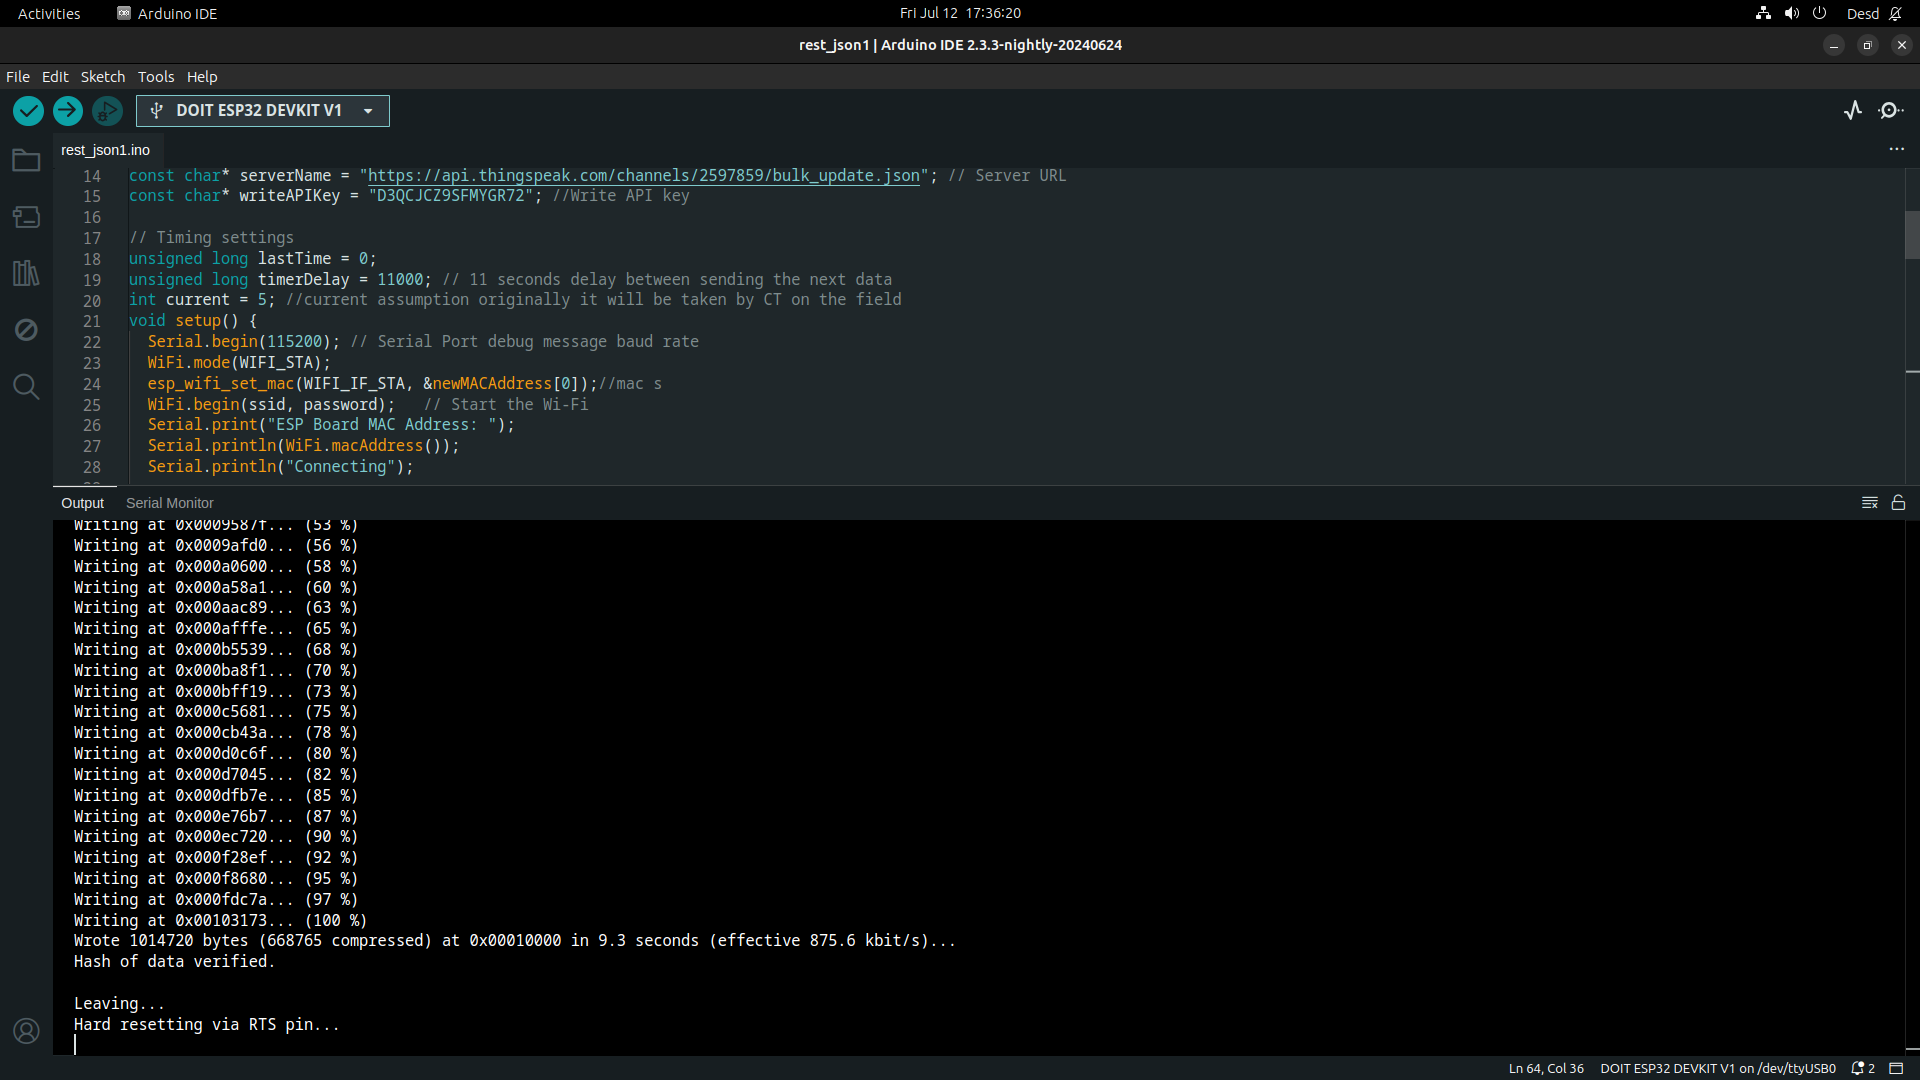 Activities Arduino IDE Fri Jul 12 17:36:20 Desd
rest_json1 | Arduino IDE 2.3.3-nightly-20240624
File Edit Sketch Tools Help
DOIT ESP32 DEVKIT V1
rest_json1.ino
14 const char* serverName = "https://api.thingspeak.com/channels/2597859/bulk_update.json"; // Server URL
15 const char* writeAPIKey = "D3QCJCZ9SFMYGR72"; //Write API key
16
17 // Timing settings
18 unsigned long lastTime = 0;
19 unsigned long timerDelay = 11000; // 11 seconds delay between sending the next data
20 int current = 5; //current assumption originally it will be taken by CT on the field
21 void setup() {
22 Serial.begin(115200); // Serial Port debug message baud rate
23 WiFi.mode(WIFI_STA);
24 esp_wifi_set_mac(WIFI_IF_STA, &newMACAddress[0]);//mac s
25 WiFi.begin(ssid, password); // Start the Wi-Fi
26 Serial.print("ESP Board MAC Address: ");
27 Serial.println(WiFi.macAddress());
28 Serial.println("Connecting");
Output Serial Monitor
Writing at 0x0009587f... (53 %)
Writing at 0x0009afd0... (56 %)
Writing at 0x000a0600... (58 %)
Writing at 0x000a58a1... (60 %)
Writing at 0x000aac89... (63 %)
Writing at 0x000afffe... (65 %)
Writing at 0x000b5539... (68 %)
Writing at 0x000ba8f1... (70 %)
Writing at 0x000bff19... (73 %)
Writing at 0x000c5681... (75 %)
Writing at 0x000cb43a... (78 %)
Writing at 0x000d0c6f... (80 %)
Writing at 0x000d7045... (82 %)
Writing at 0x000dfb7e... (85 %)
Writing at 0x000e76b7... (87 %)
Writing at 0x000ec720... (90 %)
Writing at 0x000f28ef... (92 %)
Writing at 0x000f8680... (95 %)
Writing at 0x000fdc7a... (97 %)
Writing at 0x00103173... (100 %)
Wrote 1014720 bytes (668765 compressed) at 0x00010000 in 9.3 seconds (effective 875.6 kbit/s)...
Hash of data verified.

Leaving...
Hard resetting via RTS pin...
Ln 64, Col 36 DOIT ESP32 DEVKIT V1 on /dev/ttyUSB0 2